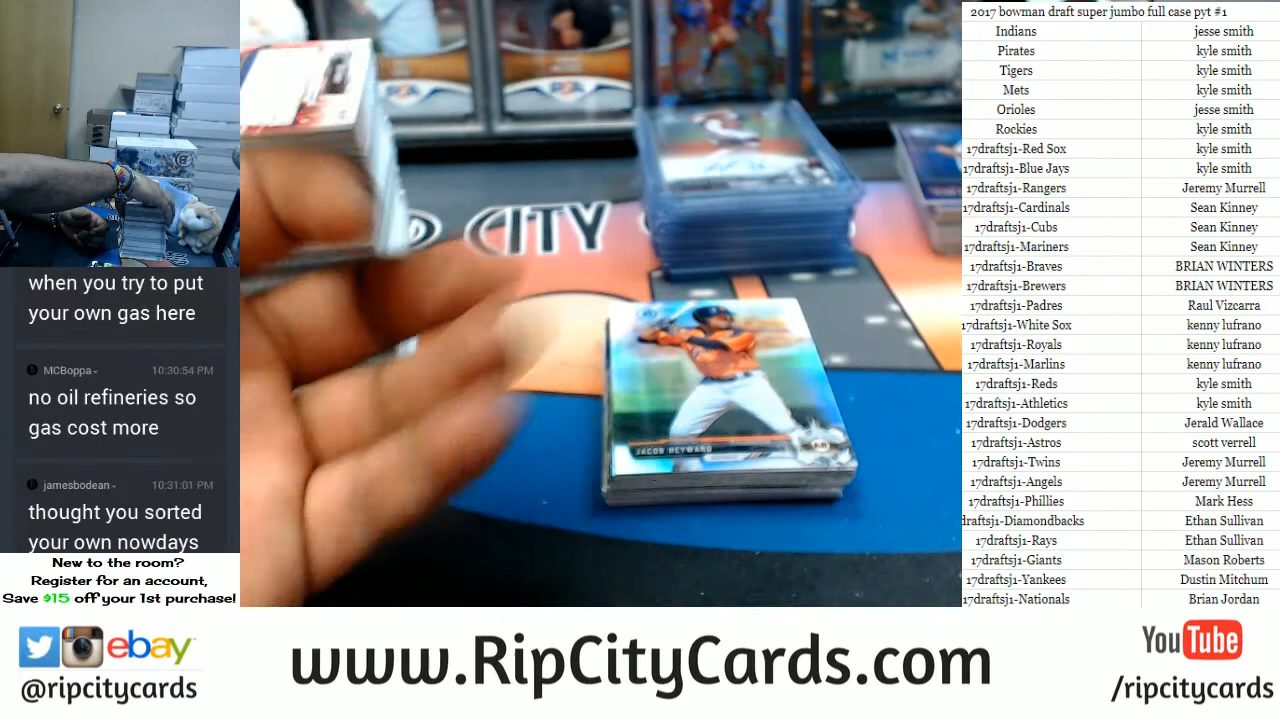 when you try to put
your own gas here
MCBoppa
10:30:54 PM
no oil refineries so
gas cost more
jamesbodean
10:31:01 PM
thought you sorted
your own nowdays
New to the room?
Register for an account,
Save $15 off your 1st purchase!
CITY
JACOB HEYWARD
2017 bowman draft super jumbo full case pyt #1
Indians jesse smith
Pirates kyle smith
Tigers kyle smith
Mets kyle smith
Orioles jesse smith
Rockies kyle smith
17draftsj1-Red Sox kyle smith
17draftsj1-Blue Jays kyle smith
17draftsj1-Rangers Jeremy Murrell
17draftsj1-Cardinals Sean Kinney
17draftsj1-Cubs Sean Kinney
17draftsj1-Mariners Sean Kinney
17draftsj1-Braves BRIAN WINTERS
17draftsj1-Brewers BRIAN WINTERS
17draftsj1-Padres Raul Vizcarra
17draftsj1-White Sox kenny lufrano
17draftsj1-Royals kenny lufrano
17draftsj1-Marlins kenny lufrano
17draftsj1-Reds kyle smith
17draftsj1-Athletics kyle smith
17draftsj1-Dodgers Jerald Wallace
17draftsj1-Astros scott verrell
17draftsj1-Twins Jeremy Murrell
17draftsj1-Angels Jeremy Murrell
17draftsj1-Phillies Mark Hess
draftsj1-Diamondbacks Ethan Sullivan
17draftsj1-Rays Ethan Sullivan
17draftsj1-Giants Mason Roberts
17draftsj1-Yankees Dustin Mitchum
17draftsj1-Nationals Brian Jordan
ebay
@ripcitycards
www.RipCityCards.com
YouTube
/ripcitycards